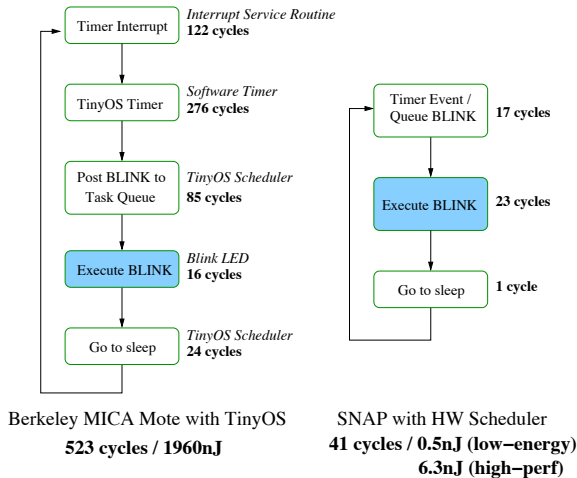 Timer Interrupt
Interrupt Service Routine
122 cycles
TinyOS Timer
Software Timer
276 cycles
Post BLINK to
Task Queue
TinyOS Scheduler
85 cycles
Execute BLINK
Blink LED
16 cycles
Go to sleep
TinyOS Scheduler
24 cycles
Berkeley MICA Mote with TinyOS
523 cycles / 1960nJ
Timer Event /
Queue BLINK
17 cycles
Execute BLINK
23 cycles
Go to sleep
1 cycle
SNAP with HW Scheduler
41 cycles / 0.5nJ (low−energy)
6.3nJ (high−perf)